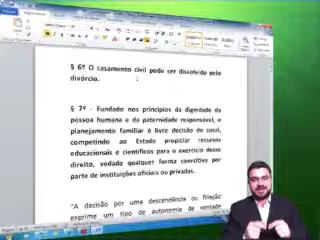 § 6º O casamento civil pode ser dissolvido pelo
divórcio.
§ 7º - Fundado nos princípios da dignidade da
pessoa humana e da paternidade responsável, o
planejamento familiar é livre decisão do casal,
competindo ao Estado propiciar recursos
educacionais e científicos para o exercício desse
direito, vedada qualquer forma coercitiva por
parte de instituições oficiais ou privadas.
"A decisão por uma descendência ou filiação
exprime um tipo de autonomia de vontade